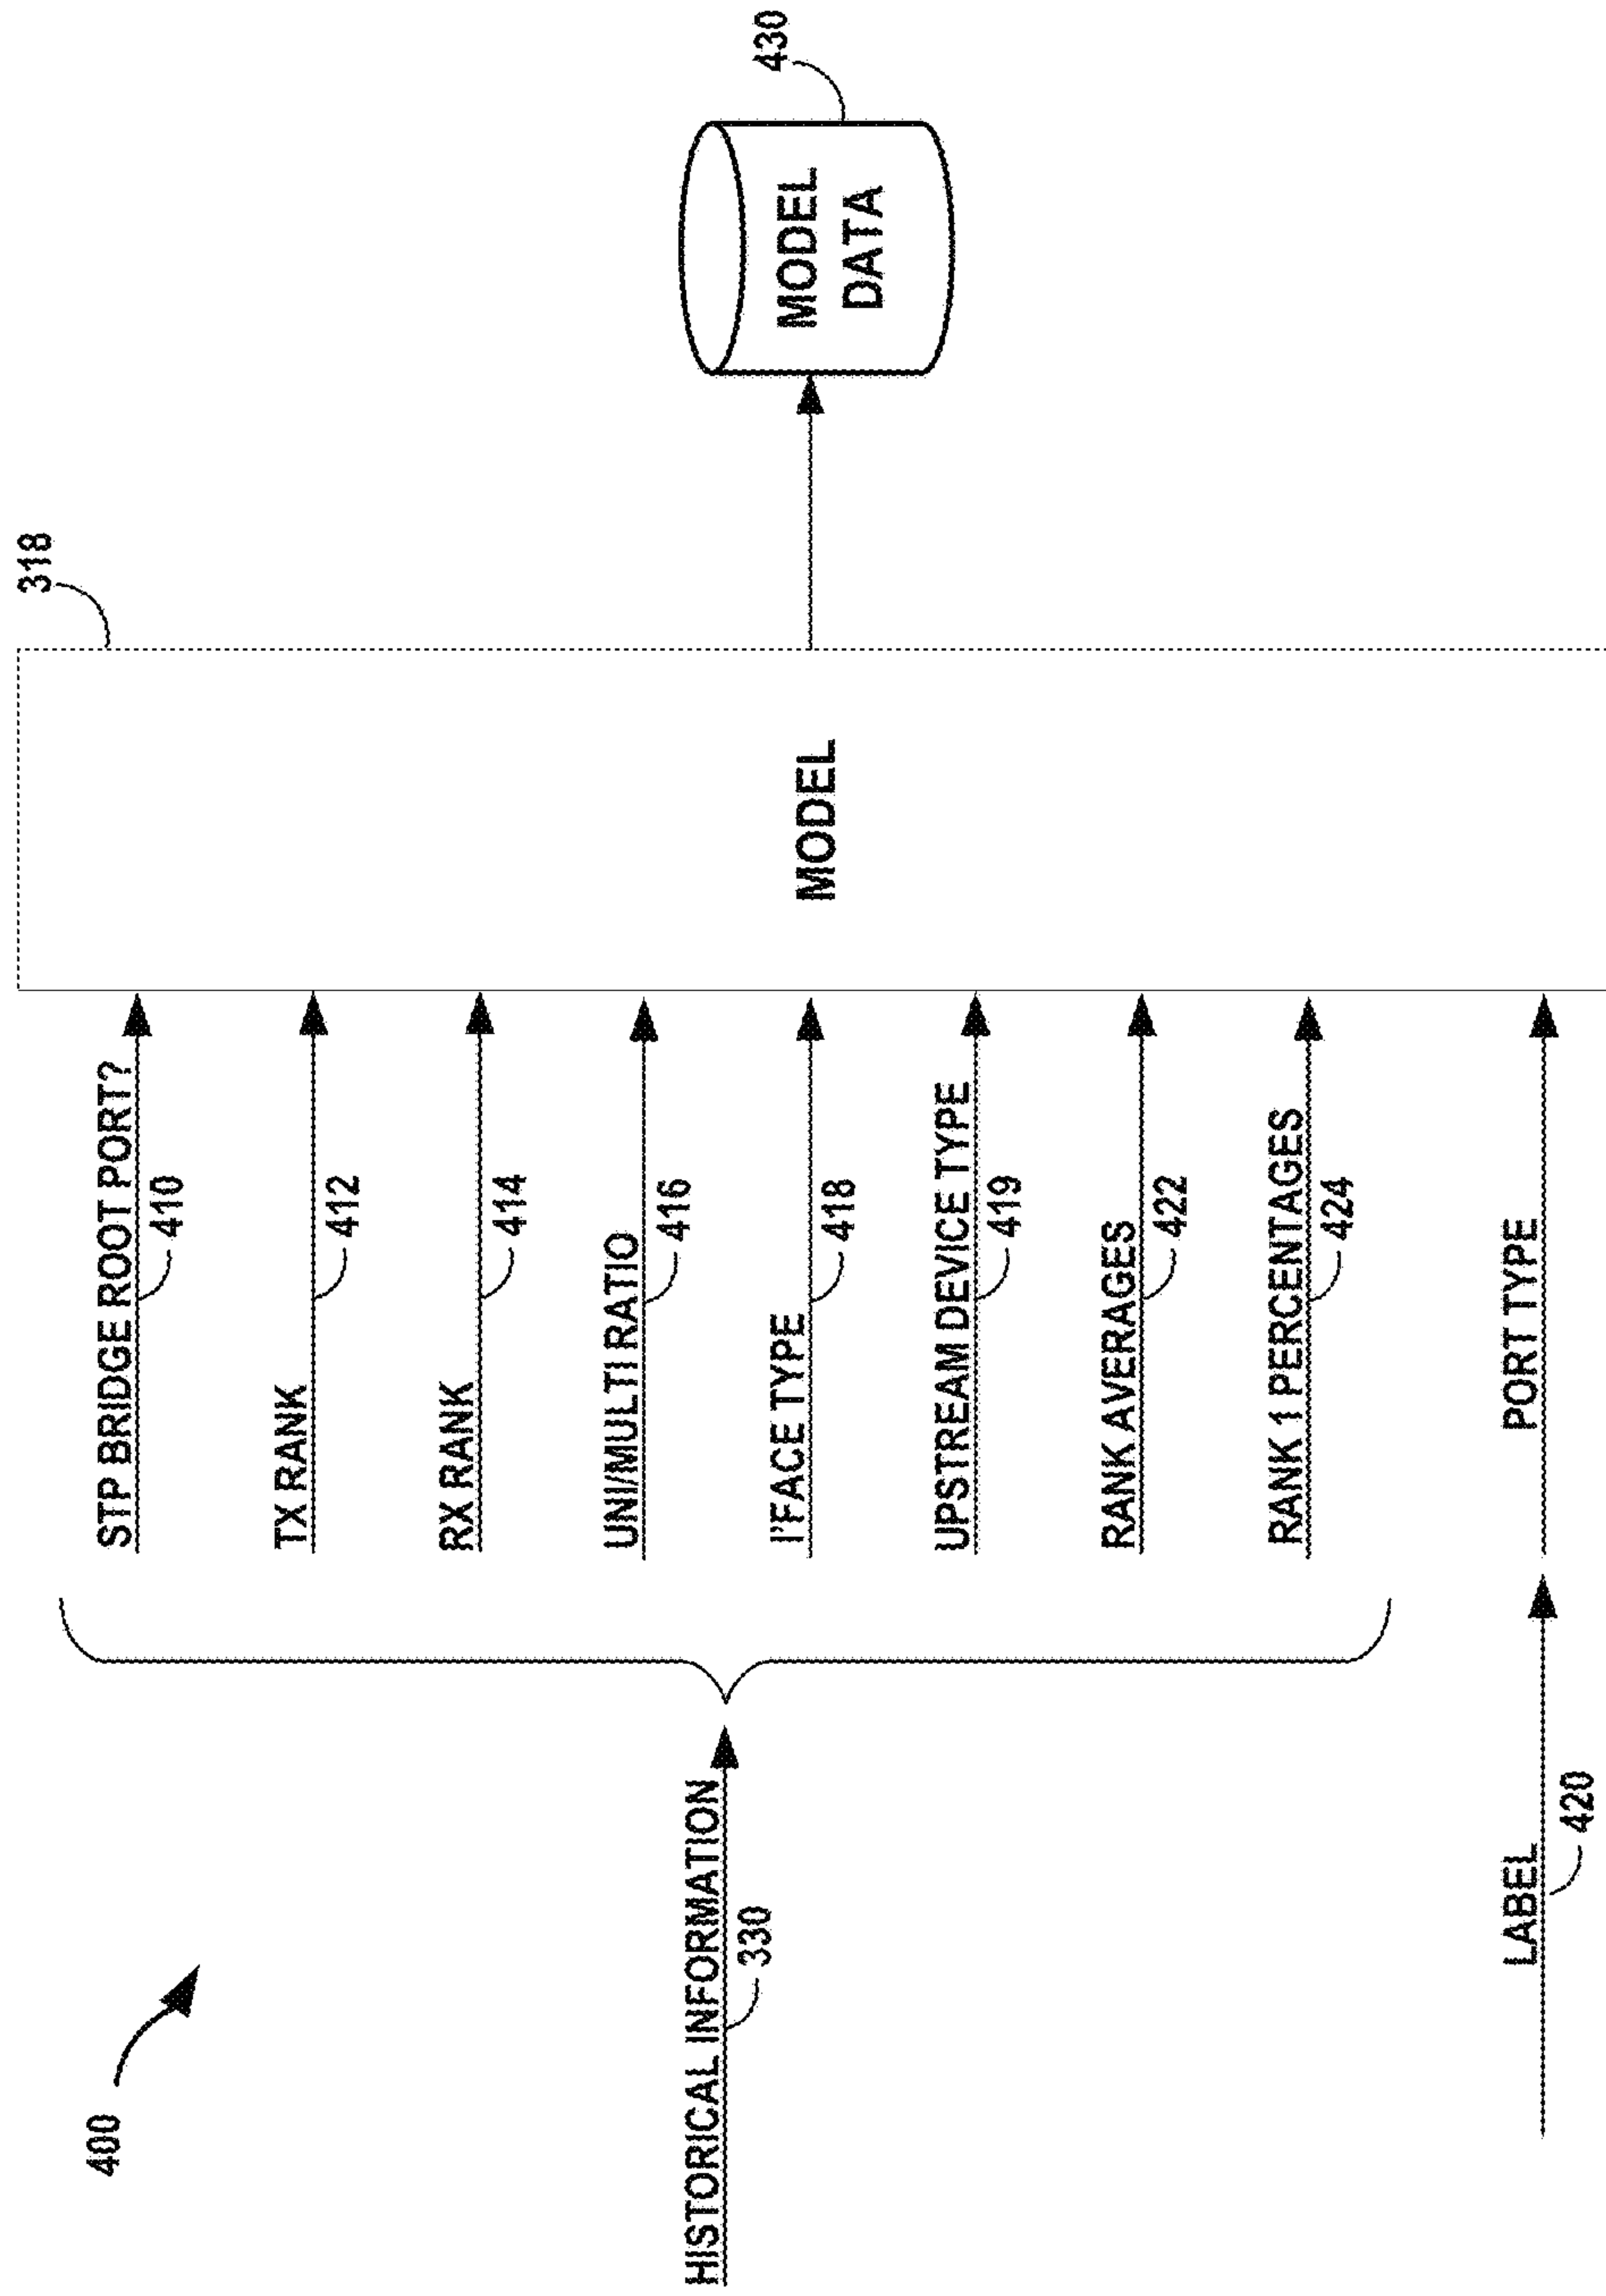 400
HISTORICAL INFORMATION
330
LABEL
420
STP BRIDGE ROOT PORT?
410
TX RANK
412
RX RANK
414
UNI/MULTI RATIO
416
I'FACE TYPE
418
UPSTREAM DEVICE TYPE
419
RANK AVERAGES
422
RANK 1 PERCENTAGES
424
PORT TYPE
318
MODEL
430
MODEL
DATA